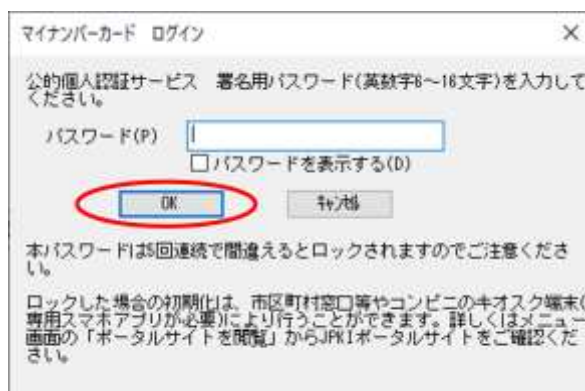 マイナンバーカード ログイン
公的個人認証サービス 署名用パスワード(英数字6～16文字)を入力して
ください。
パスワード(P)
パスワードを表示する(D)
OK
キャンセル
本パスワードは5回連続で間違えるとロックされますのでご注意くださ
い。
ロックした場合の初期化は、市区町村窓口等やコンビニのキオスク端末(
専用スマホアプリが必要)により行うことができます。詳しくはメニュー
画面の「ポータルサイトを閲覧」からJPKIポータルサイトをご確認くだ
さい。